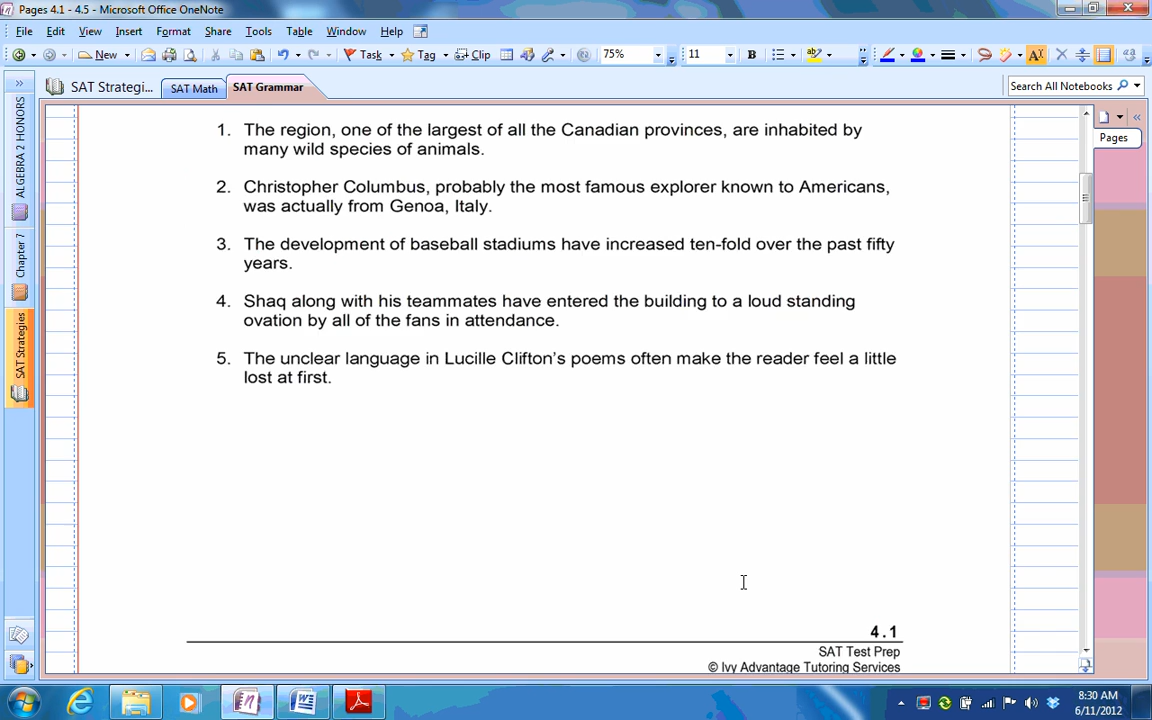 Pages 4.1 - 4.5 - Microsoft Office OneNote
File Edit View Insert Format Share Tools Table Window Help
New Task Tag Clip 75% 11 B
SAT Strategi... SAT Math SAT Grammar Search All Notebooks
Pages
ALGEBRA 2 HONORS
Chapter 7
SAT Strategies
1. The region, one of the largest of all the Canadian provinces, are inhabited by
many wild species of animals.
2. Christopher Columbus, probably the most famous explorer known to Americans,
was actually from Genoa, Italy.
3. The development of baseball stadiums have increased ten-fold over the past fifty
years.
4. Shaq along with his teammates have entered the building to a loud standing
ovation by all of the fans in attendance.
5. The unclear language in Lucille Clifton's poems often make the reader feel a little
lost at first.
4.1
SAT Test Prep
© Ivy Advantage Tutoring Services
8:30 AM
6/11/2012